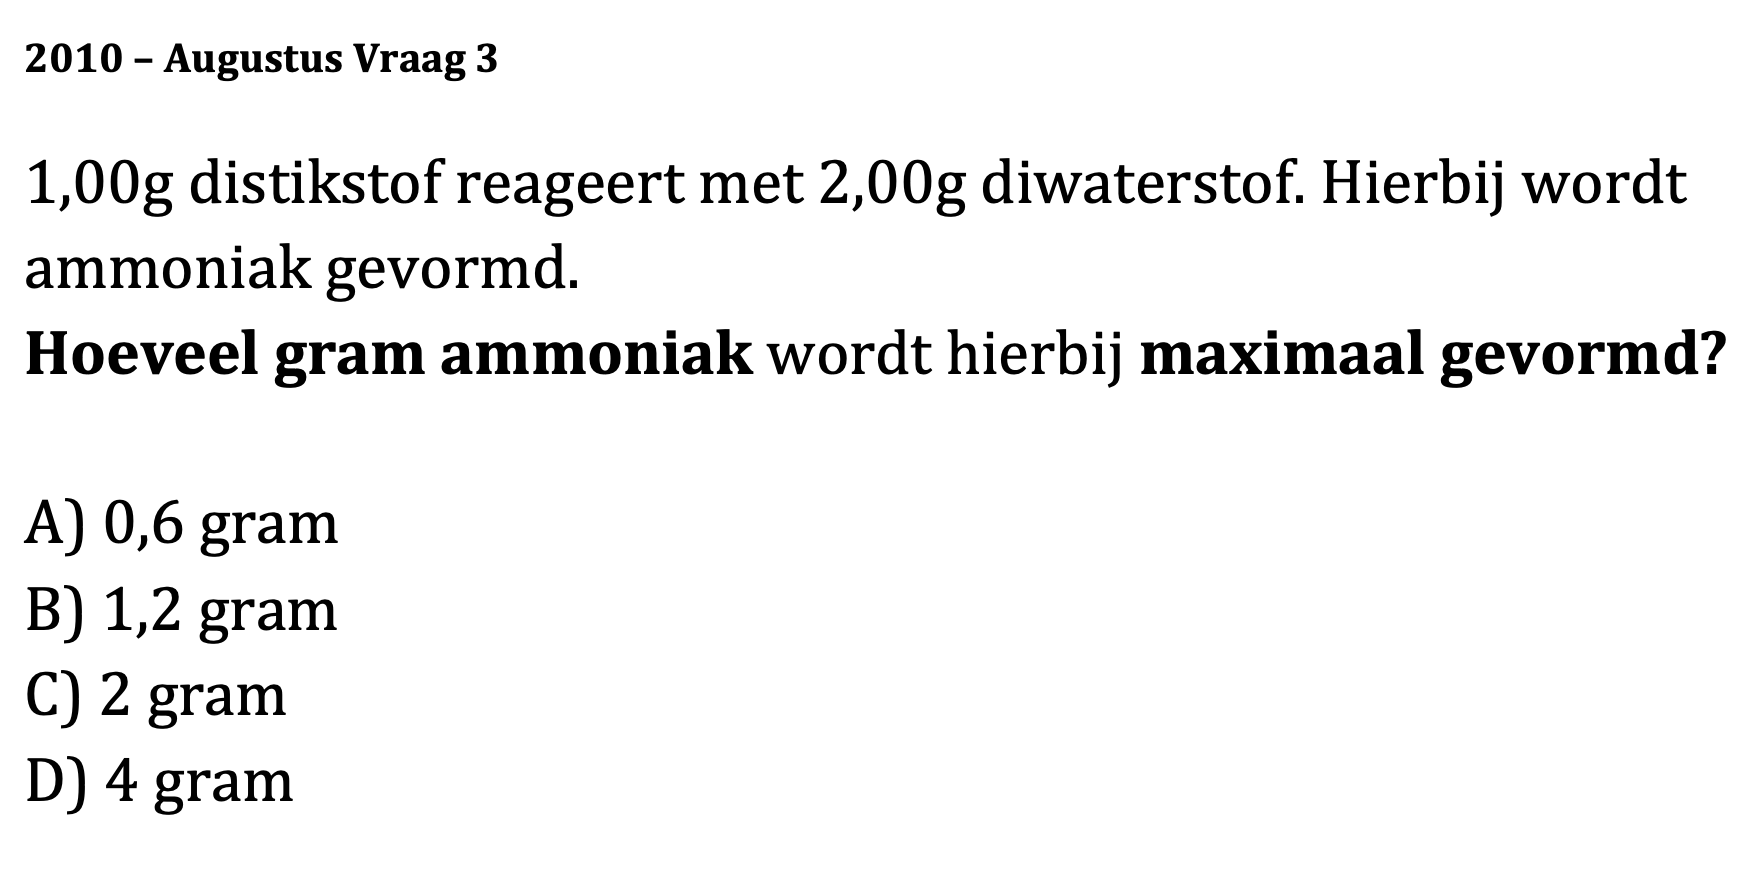 2010 – Augustus Vraag 3
1,00g distikstof reageert met 2,00g diwaterstof. Hierbij wordt
ammoniak gevormd.
Hoeveel gram ammoniak wordt hierbij maximaal gevormd?
A) 0,6 gram
B) 1,2 gram
C) 2 gram
D) 4 gram